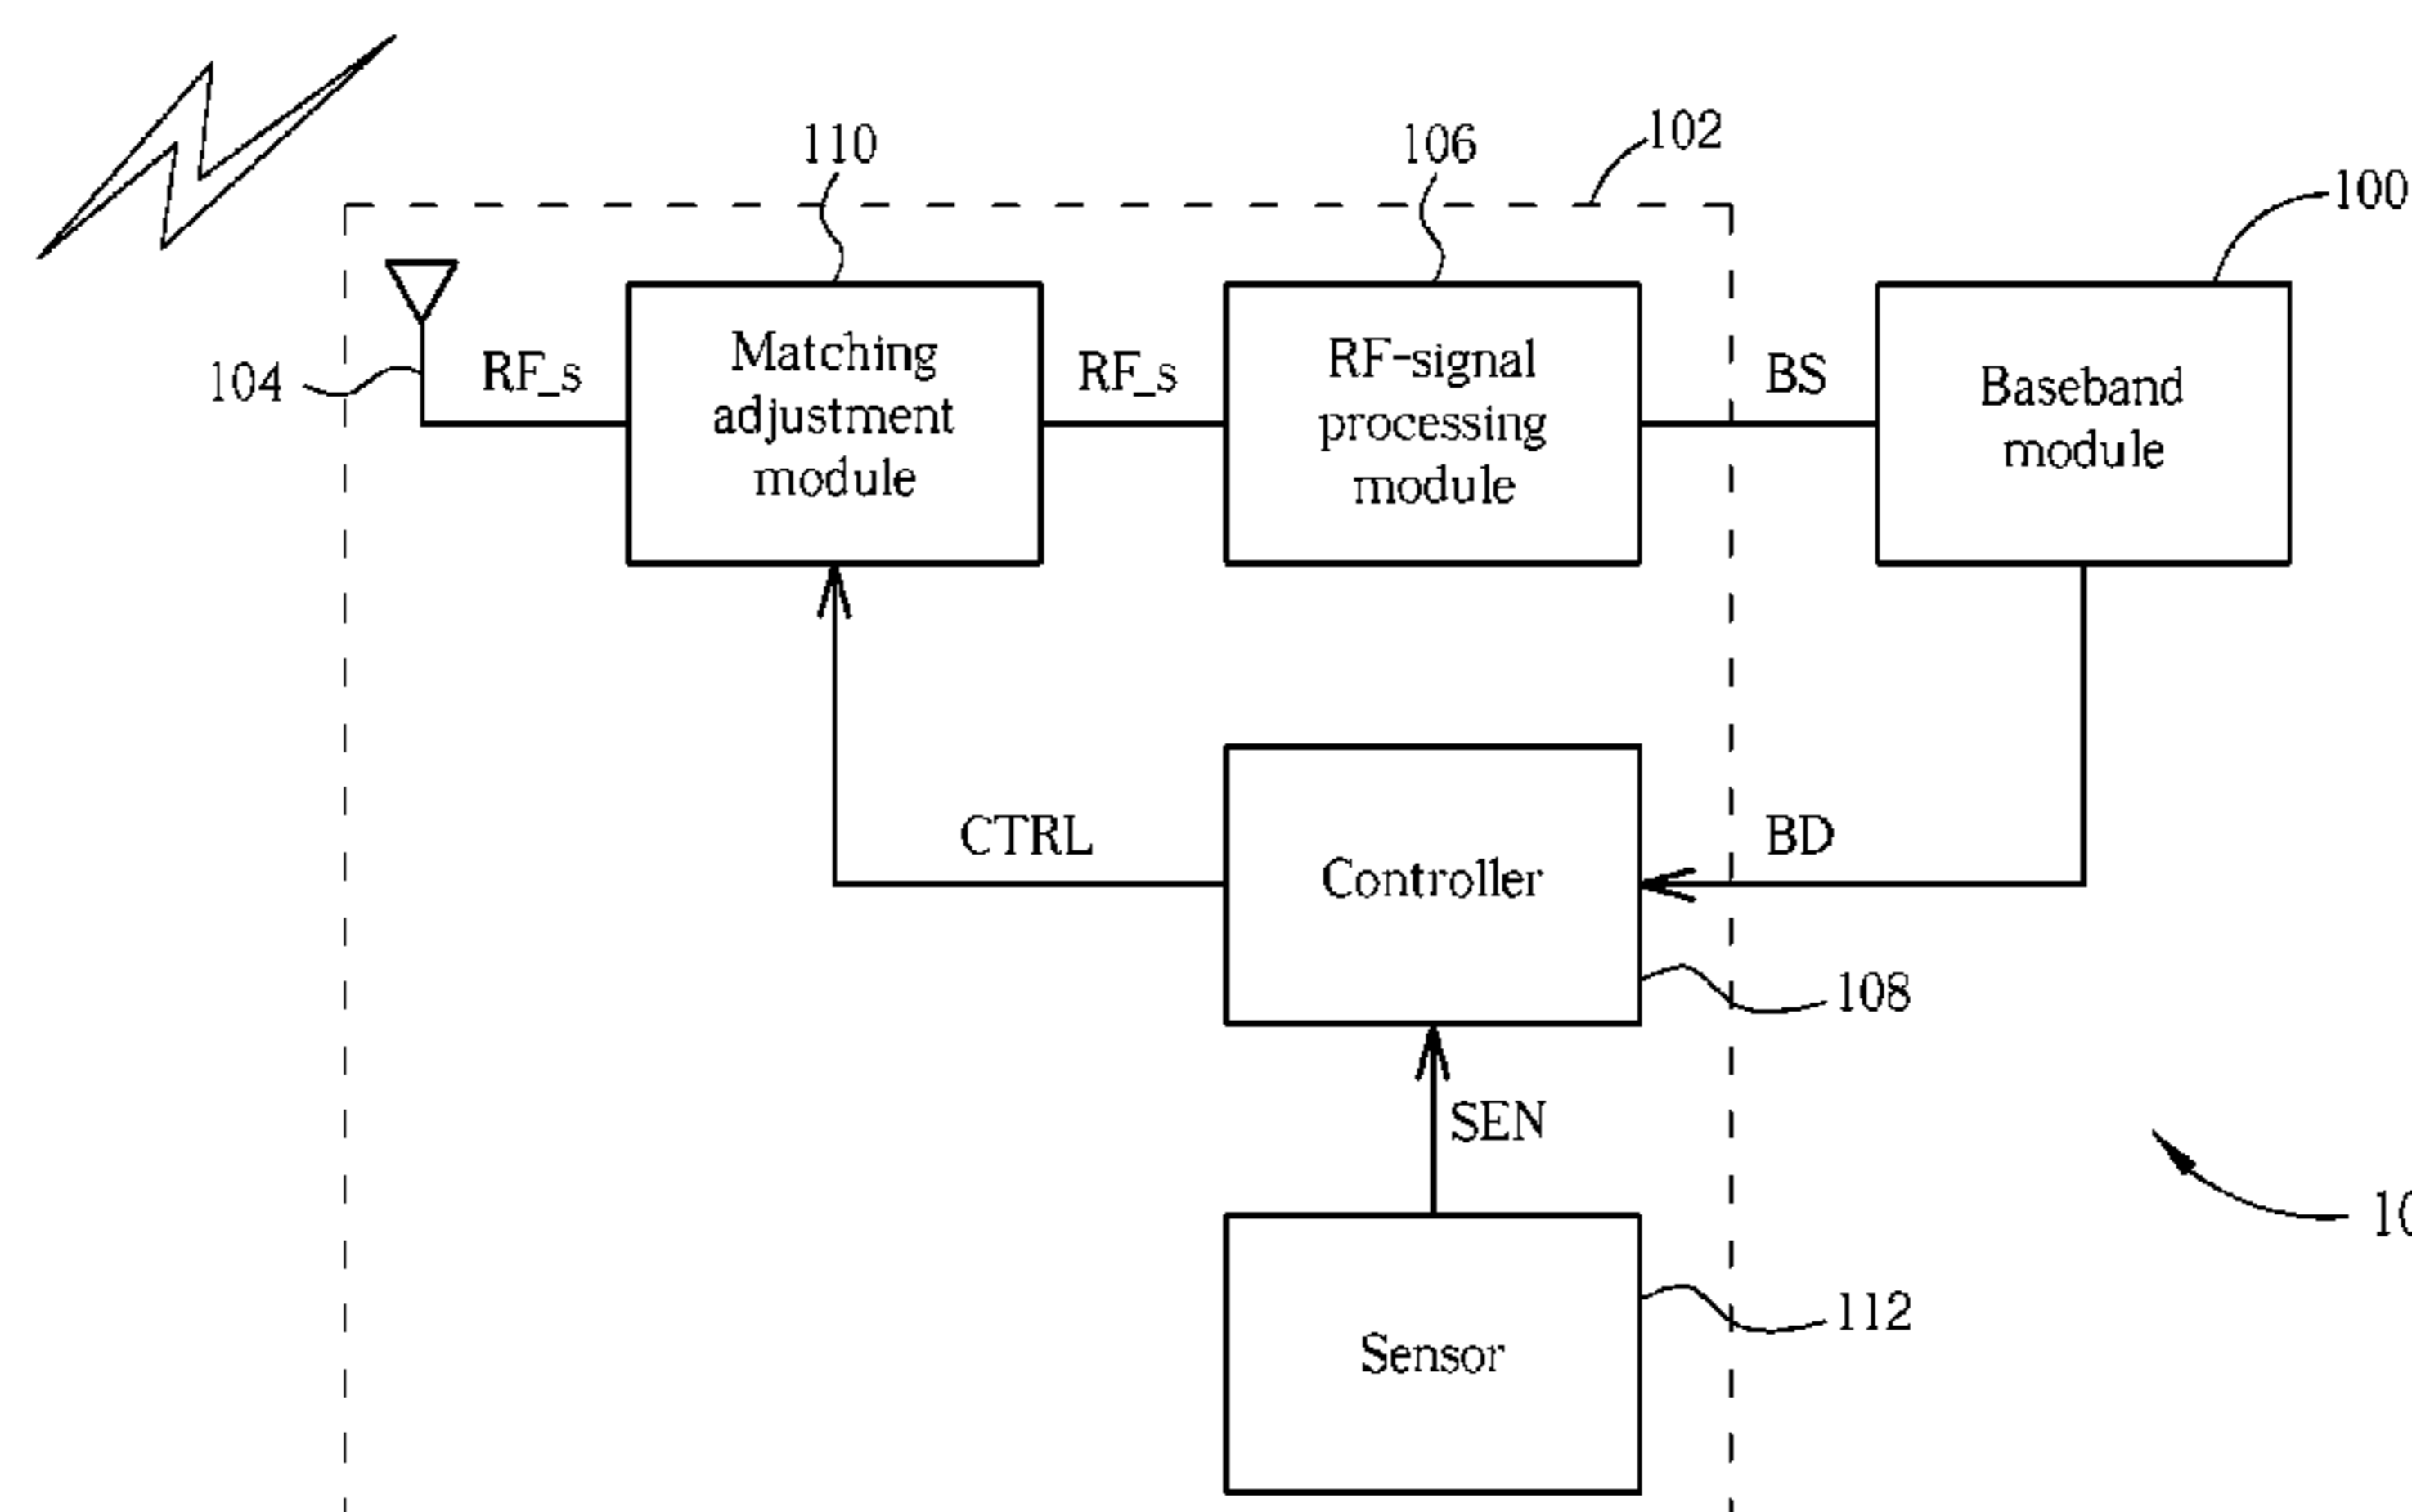 102
110
106
100
Matching
adjustment
module
RF-signal
processing
module
Baseband
module
104
RF_s
RF_s
BS
CTRL
Controller
BD
108
SEN
112
Sensor